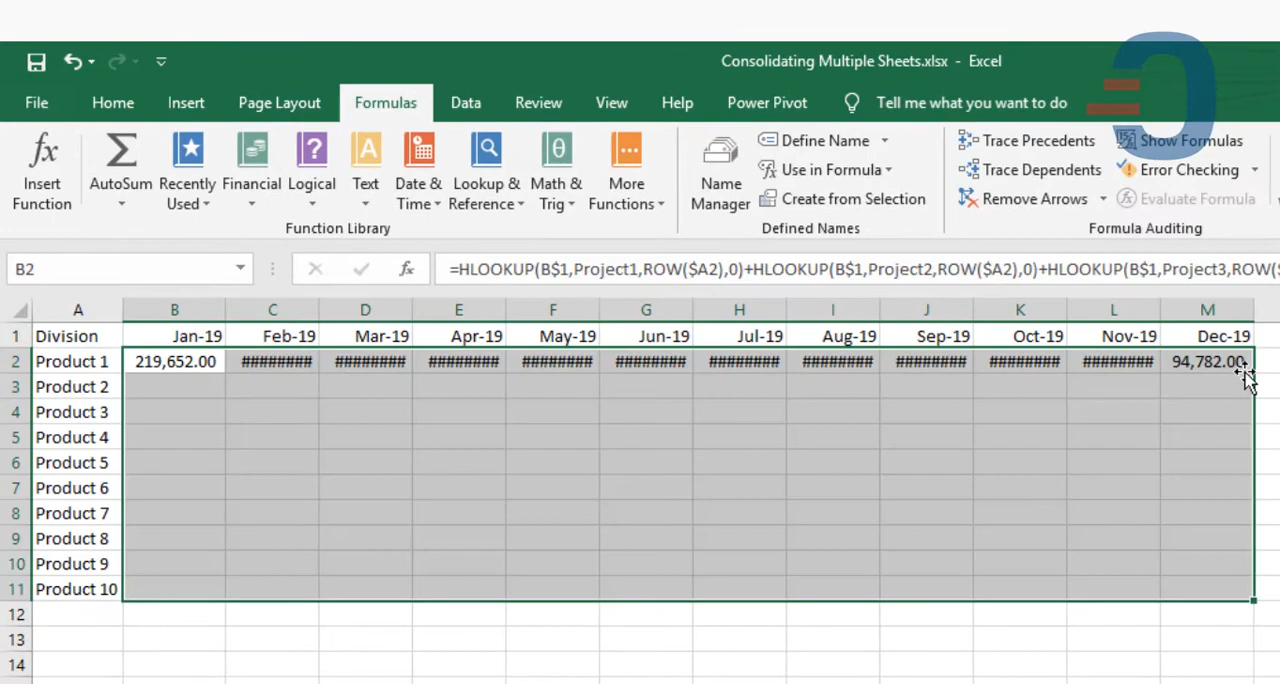 Consolidating Multiple Sheets.xlsx - Excel
File Home Insert Page Layout Formulas Data Review View Help Power Pivot Tell me what you want to do
fx Insert Function
Σ AutoSum
Recently Used
Financial
? Logical
A Text
Date & Time
Lookup & Reference
θ Math & Trig
More Functions
Function Library
Name Manager
Define Name
Use in Formula
Create from Selection
Defined Names
Trace Precedents
Trace Dependents
Remove Arrows
Show Formulas
Error Checking
Evaluate Formula
Formula Auditing
B2 fx =HLOOKUP(B$1,Project1,ROW($A2),0)+HLOOKUP(B$1,Project2,ROW($A2),0)+HLOOKUP(B$1,Project3,ROW($
A B C D E F G H I J K L M
1 Division Jan-19 Feb-19 Mar-19 Apr-19 May-19 Jun-19 Jul-19 Aug-19 Sep-19 Oct-19 Nov-19 Dec-19
2 Product 1 219,652.00 ######## ######## ######## ######## ######## ######## ######## ######## ######## ######## 94,782.00
3 Product 2
4 Product 3
5 Product 4
6 Product 5
7 Product 6
8 Product 7
9 Product 8
10 Product 9
11 Product 10
12
13
14